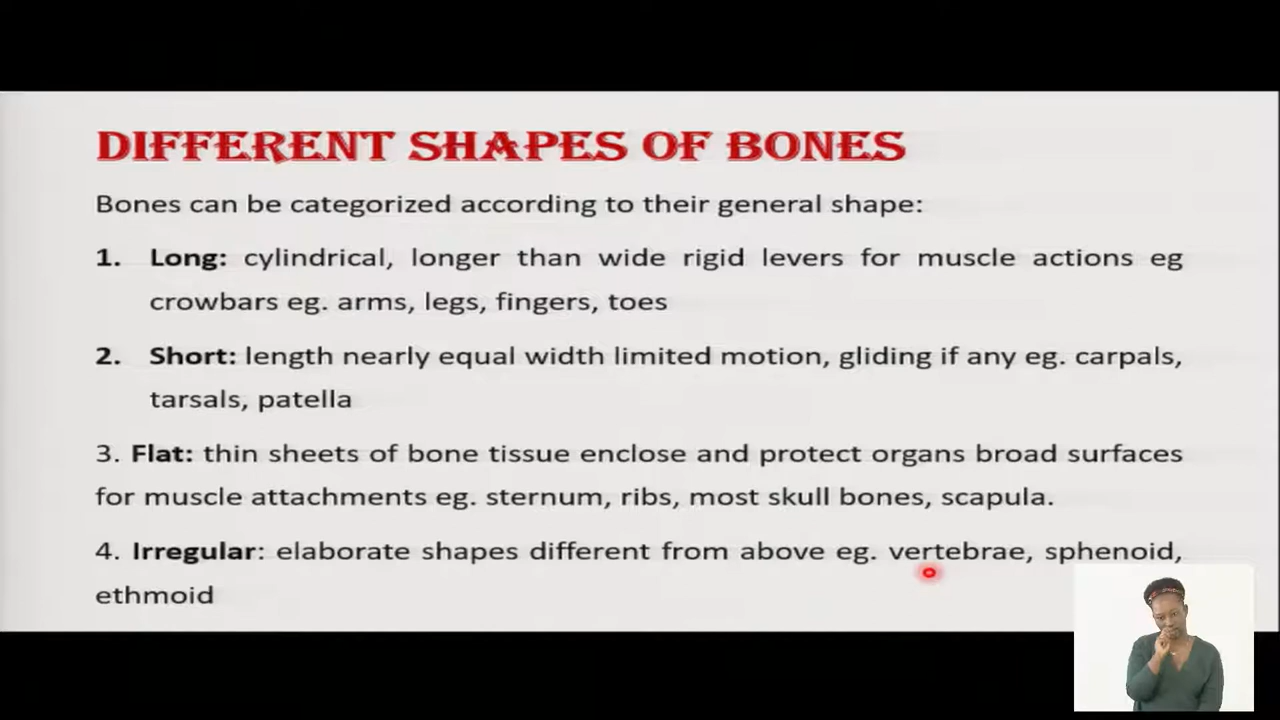 DIFFERENT SHAPES OF BONES
Bones can be categorized according to their general shape:
1. Long: cylindrical, longer than wide rigid levers for muscle actions eg
crowbars eg. arms, legs, fingers, toes
2. Short: length nearly equal width limited motion, gliding if any eg. carpals,
tarsals, patella
3. Flat: thin sheets of bone tissue enclose and protect organs broad surfaces
for muscle attachments eg. sternum, ribs, most skull bones, scapula.
4. Irregular: elaborate shapes different from above eg. vertebrae, sphenoid,
ethmoid